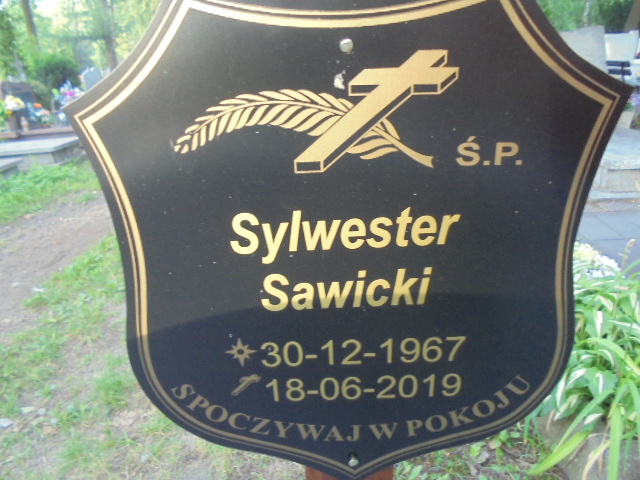 Ś.P.
Sylwester
Sawicki
30-12-1967
18-06-2019
SPOCZYWAJ W POKOJU